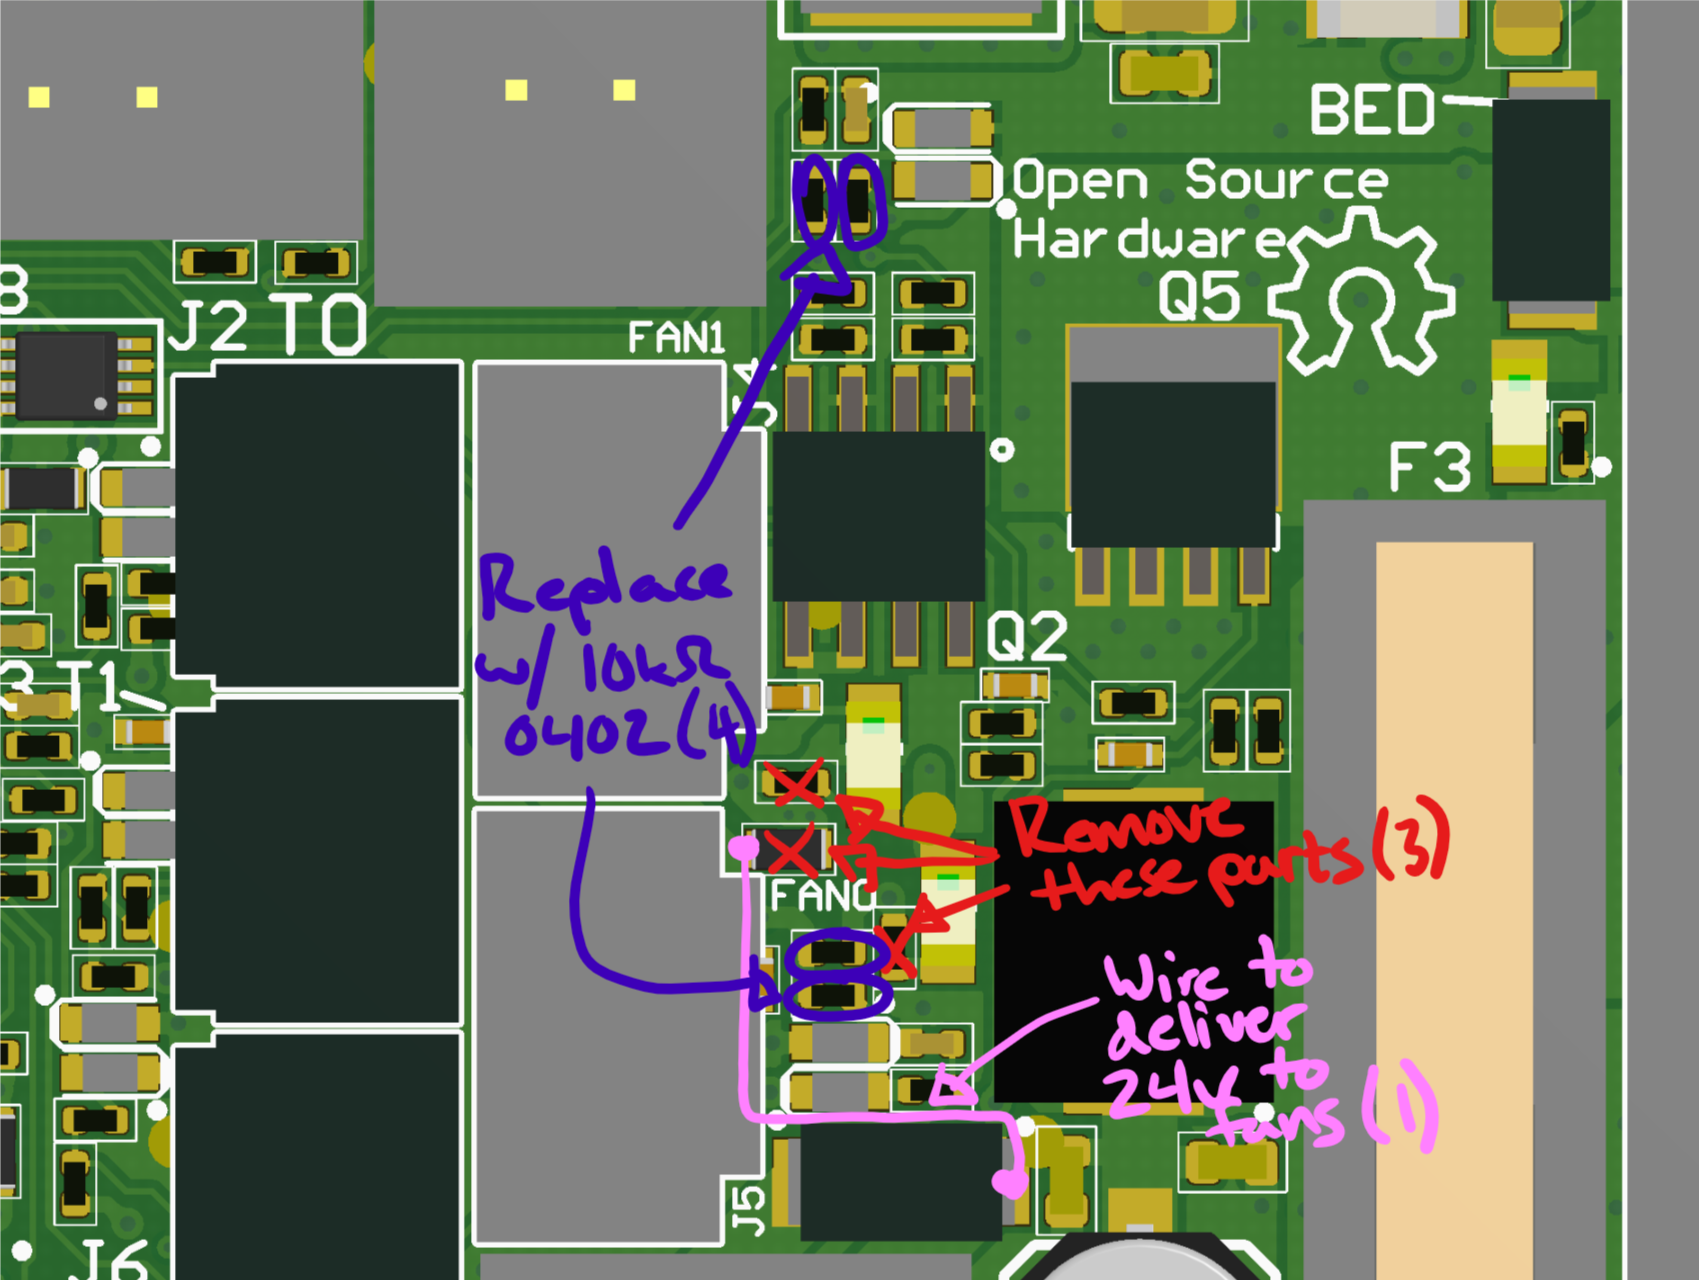 BED
Open Source
Hardware
Q5
8
J2 T0
FAN1
J4
F3
Replace
w/ 10kΩ
0402 (4)
Q2
3 T1
Remove
these parts (3)
FAN0
Wire to
deliver
24V to
fans (1)
J5
J6